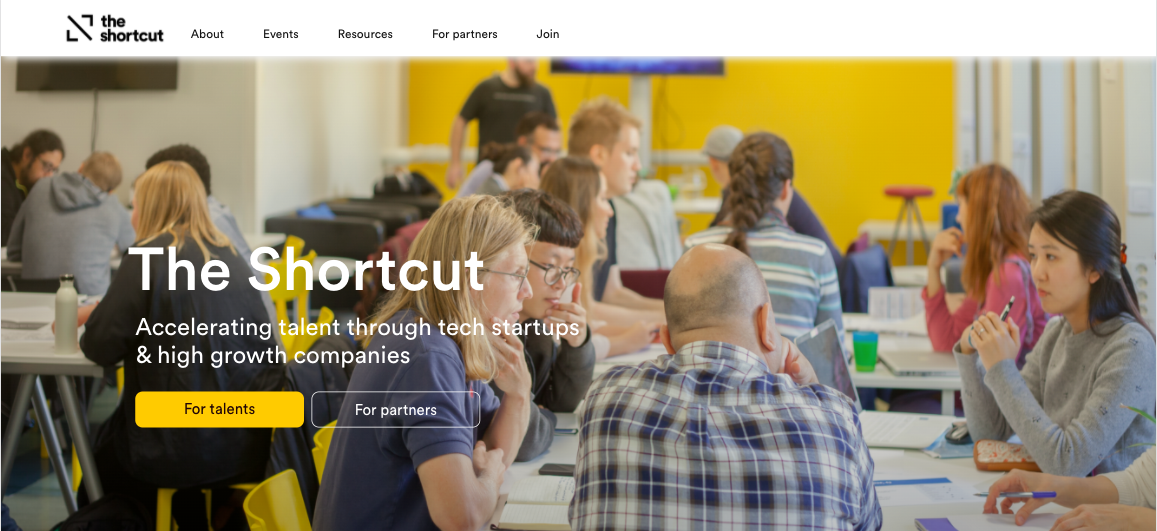 the
shortcut
About
Events
Resources
For partners
Join
The Shortcut
Accelerating talent through tech startups
& high growth companies
For talents
For partners